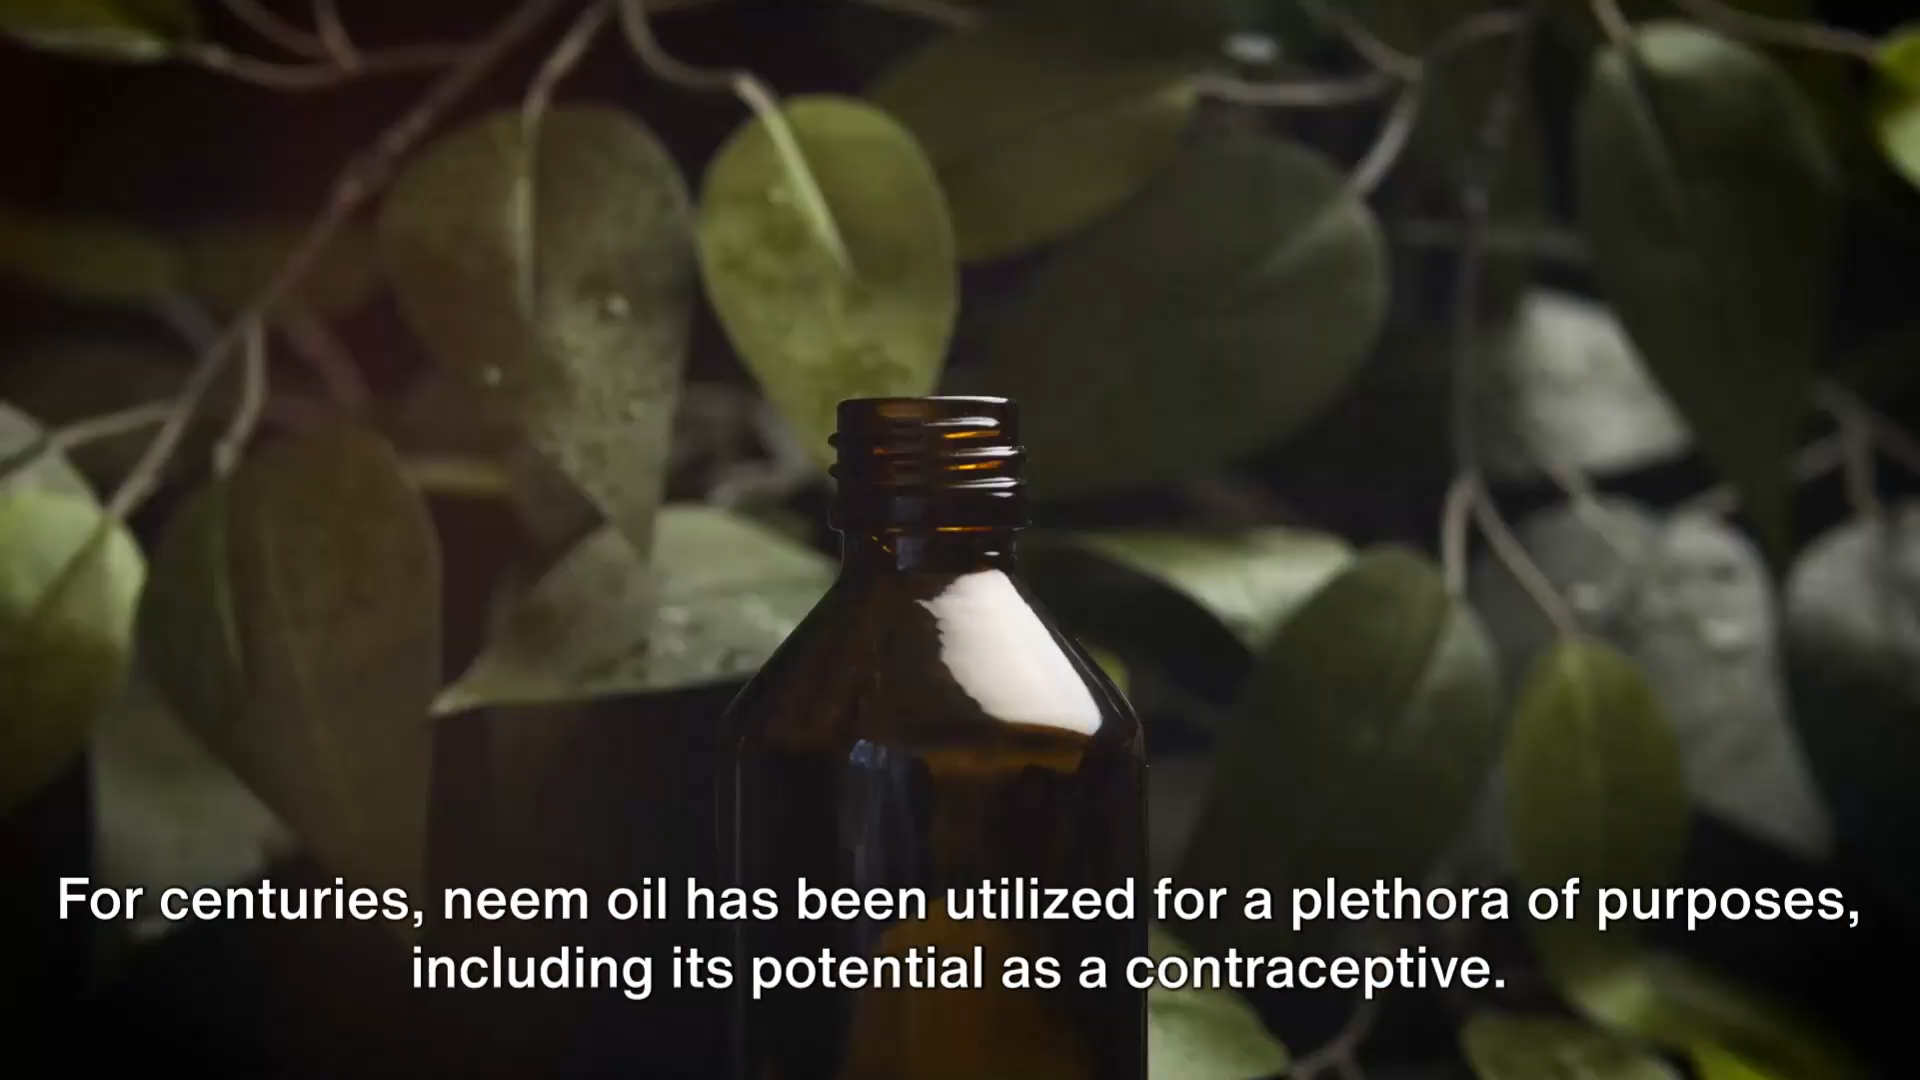 For centuries, neem oil has been utilized for a plethora of purposes,
including its potential as a contraceptive.